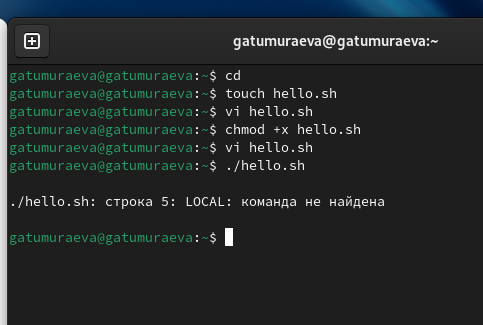 gatumuraeva@gatumuraeva:~
gatumuraeva@gatumuraeva:~$ cd
gatumuraeva@gatumuraeva:~$ touch hello.sh
gatumuraeva@gatumuraeva:~$ vi hello.sh
gatumuraeva@gatumuraeva:~$ chmod +x hello.sh
gatumuraeva@gatumuraeva:~$ vi hello.sh
gatumuraeva@gatumuraeva:~$ ./hello.sh
./hello.sh: строка 5: LOCAL: команда не найдена
gatumuraeva@gatumuraeva:~$